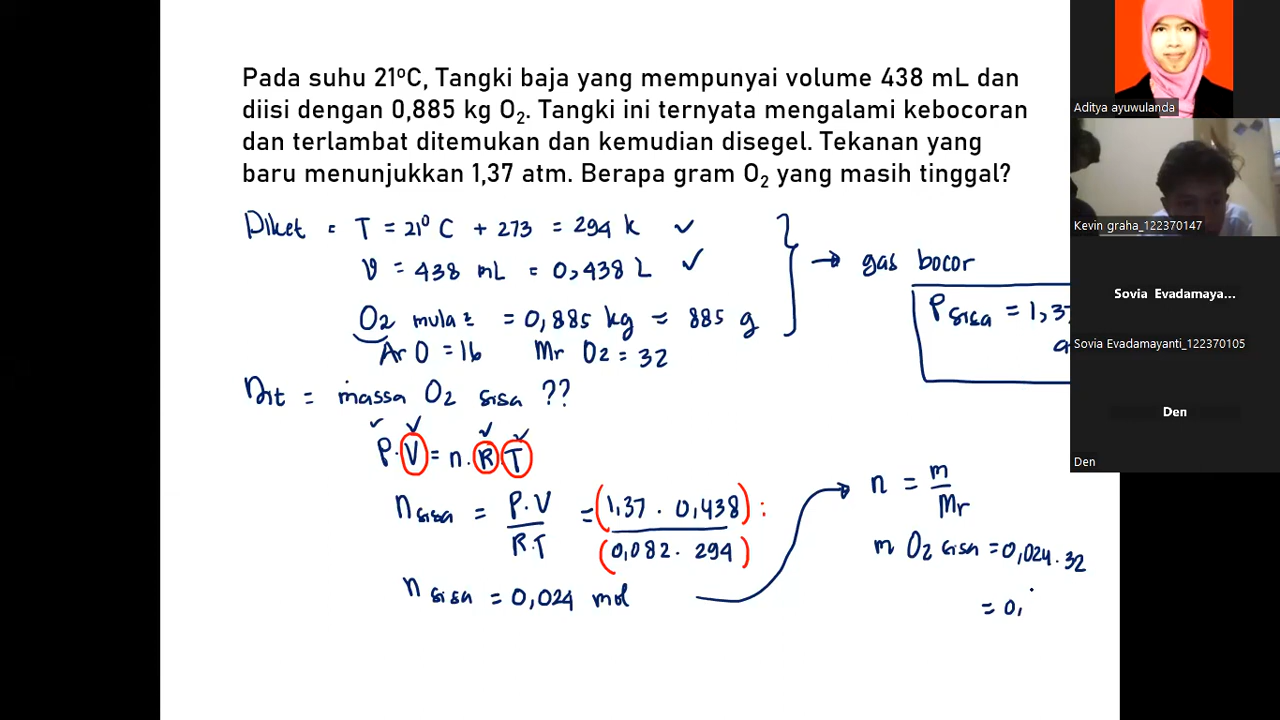 Pada suhu 21°C, Tangki baja yang mempunyai volume 438 mL dan
diisi dengan 0,885 kg O₂. Tangki ini ternyata mengalami kebocoran
dan terlambat ditemukan dan kemudian disegel. Tekanan yang
baru menunjukkan 1,37 atm. Berapa gram O₂ yang masih tinggal?
Diket = T = 21° C + 273 = 294 k ✓
V = 438 mL = 0,438 L ✓
→ gas bocor
O2 mula2 = 0,885 kg = 885 g
P sisa = 1,37
a
Ar O = 16 Mr O2 = 32
Dit = massa O2 sisa ??
P.V = n.R T
n sisa = P.V / R.T = (1,37 . 0,438) : (0,082 . 294)
n sisa = 0,024 mol
n = m / Mr
m O2 sisa = 0,024 . 32
= 0,
Aditya ayuwulanda
Kevin graha_122370147
Sovia Evadamaya...
Sovia Evadamayanti_122370105
Den
Den